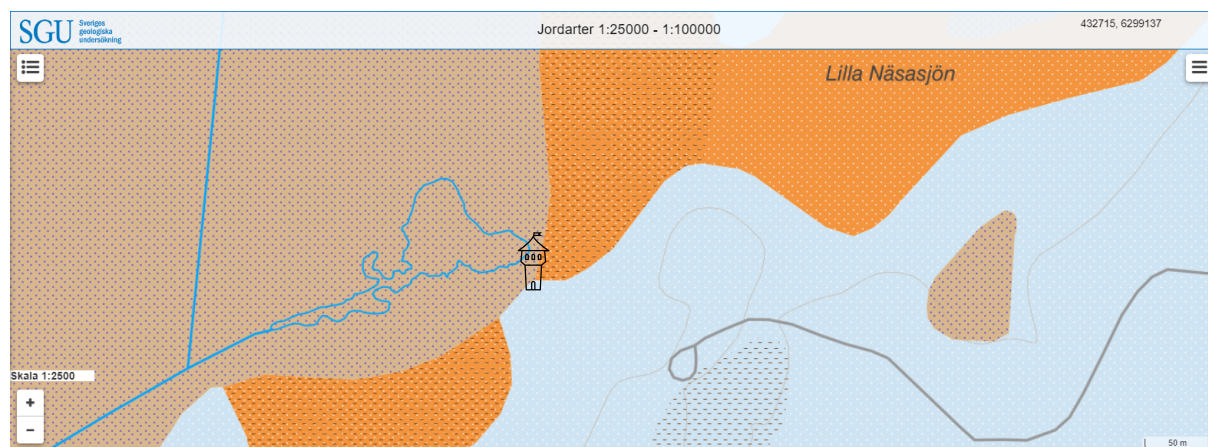 SGU
Sveriges
geologiska
undersökning
Jordarter 1:25000 - 1:100000
432715, 6299137
Lilla Näsasjön
Skala 1:2500
+
−
50 m